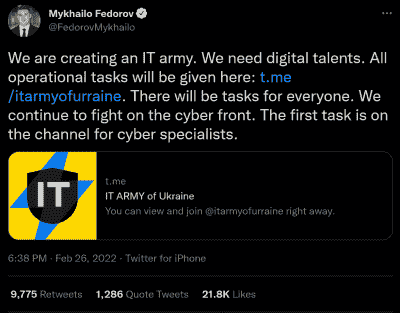 Mykhailo Fedorov
@FedorovMykhailo
We are creating an IT army. We need digital talents. All
operational tasks will be given here: t.me
/itarmyofurraine. There will be tasks for everyone. We
continue to fight on the cyber front. The first task is on
the channel for cyber specialists.
IT
t.me
IT ARMY of Ukraine
You can view and join @itarmyofurraine right away.
6:38 PM · Feb 26, 2022 · Twitter for iPhone
9,775 Retweets 1,286 Quote Tweets 21.8K Likes